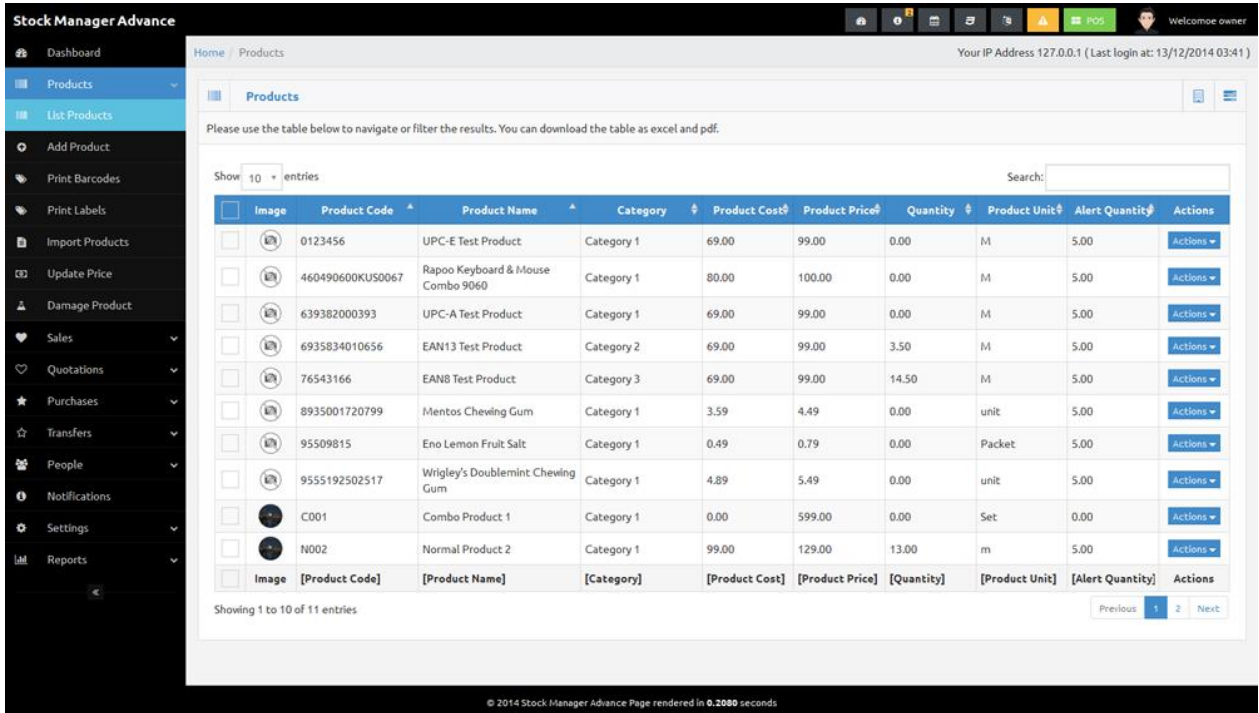 Stock Manager Advance
2
POS
Welcomoe owner
Dashboard
Products
List Products
Add Product
Print Barcodes
Print Labels
Import Products
Update Price
Damage Product
Sales
Quotations
Purchases
Transfers
People
Notifications
Settings
Reports
Home / Products
Your IP Address 127.0.0.1 ( Last login at: 13/12/2014 03:41 )
Products
Please use the table below to navigate or filter the results. You can download the table as excel and pdf.
Show 10 entries
Search:
Image Product Code Product Name Category Product Cost Product Price Quantity Product Unit Alert Quantity Actions
0123456 UPC-E Test Product Category 1 69.00 99.00 0.00 M 5.00 Actions
460490600KUS0067 Rapoo Keyboard & Mouse Combo 9060 Category 1 80.00 100.00 0.00 M 5.00 Actions
639382000393 UPC-A Test Product Category 1 69.00 99.00 0.00 M 5.00 Actions
6935834010656 EAN13 Test Product Category 2 69.00 99.00 3.50 M 5.00 Actions
76543166 EAN8 Test Product Category 3 69.00 99.00 14.50 M 5.00 Actions
8935001720799 Mentos Chewing Gum Category 1 3.59 4.49 0.00 unit 5.00 Actions
95509815 Eno Lemon Fruit Salt Category 1 0.49 0.79 0.00 Packet 5.00 Actions
9555192502517 Wrigley's Doublemint Chewing Gum Category 1 4.89 5.49 0.00 unit 5.00 Actions
C001 Combo Product 1 Category 1 0.00 599.00 0.00 Set 0.00 Actions
N002 Normal Product 2 Category 1 99.00 129.00 13.00 m 5.00 Actions
Image [Product Code] [Product Name] [Category] [Product Cost] [Product Price] [Quantity] [Product Unit] [Alert Quantity] Actions
Showing 1 to 10 of 11 entries
Previous 1 2 Next
© 2014 Stock Manager Advance Page rendered in 0.2080 seconds